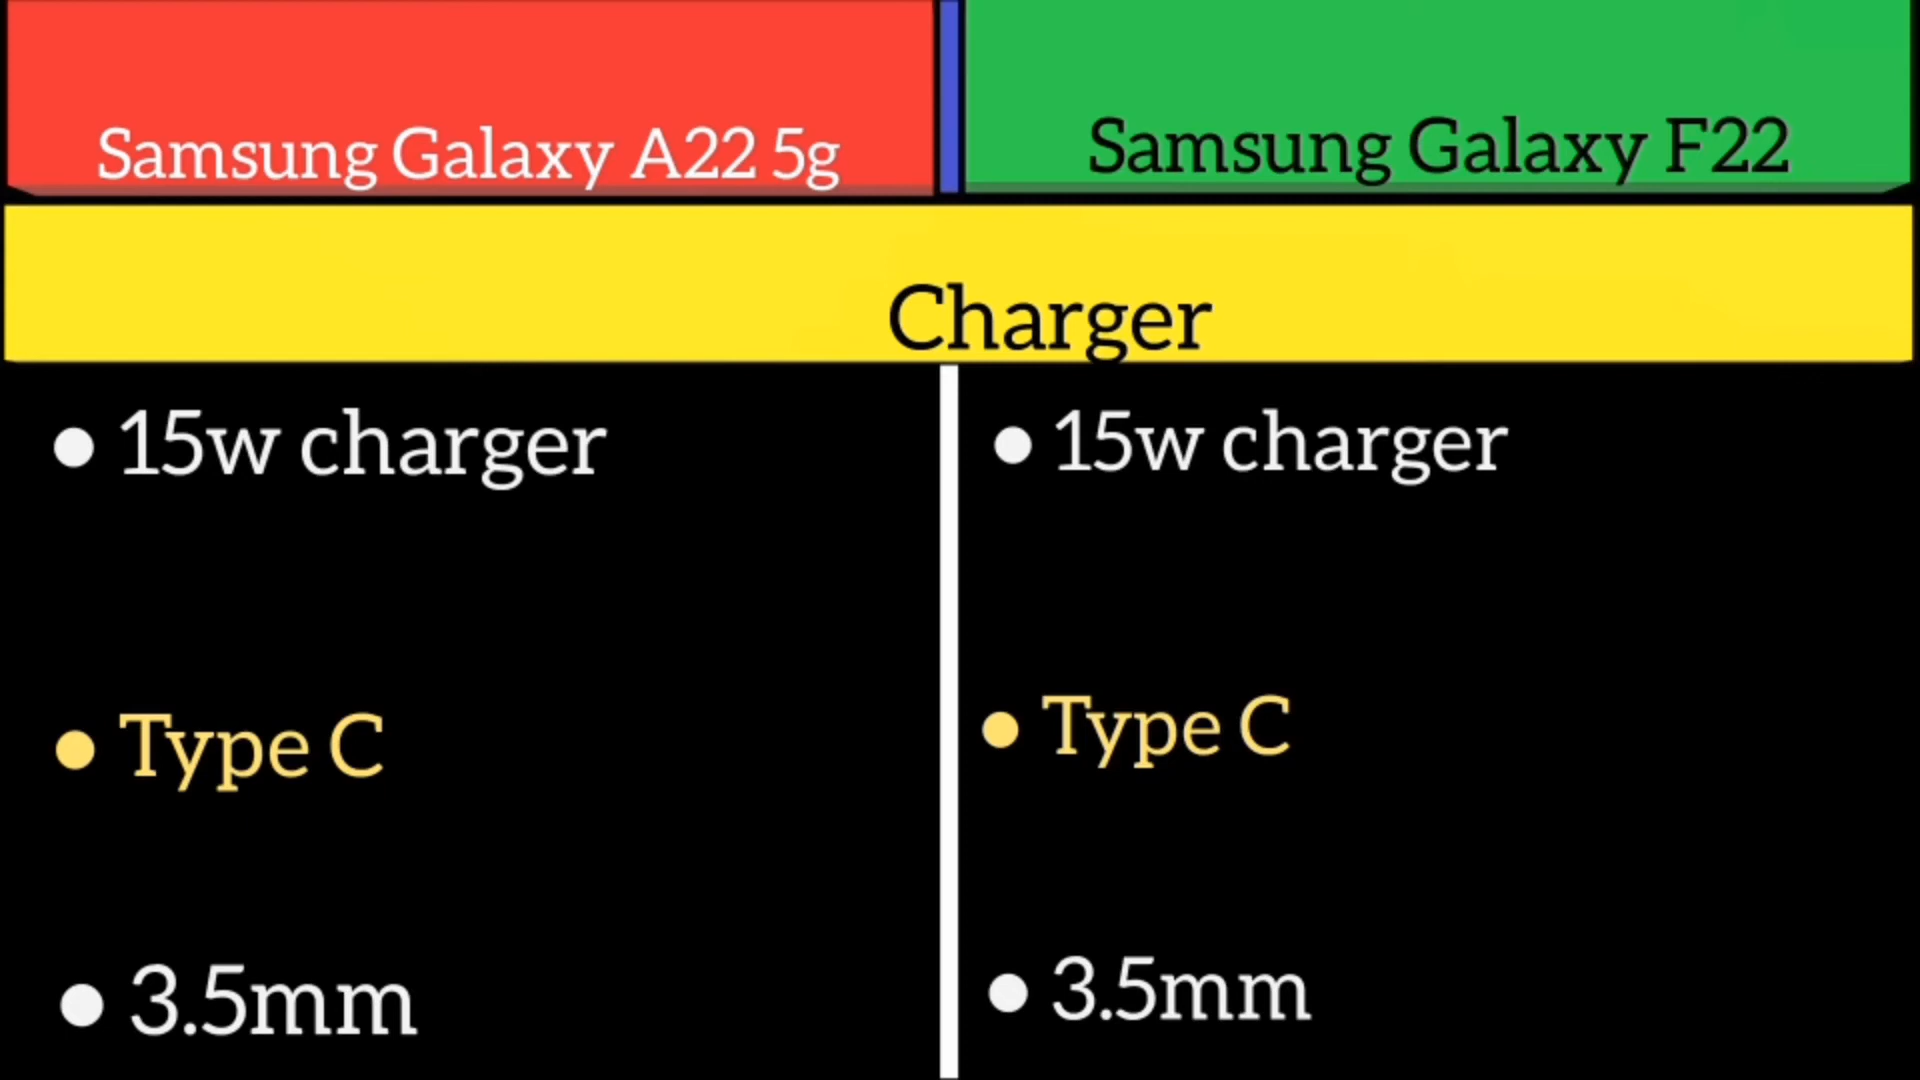 Samsung Galaxy A22 5g
Samsung Galaxy F22
Charger
● 15w charger
● Type C
● 3.5mm
● 15w charger
● Type C
● 3.5mm